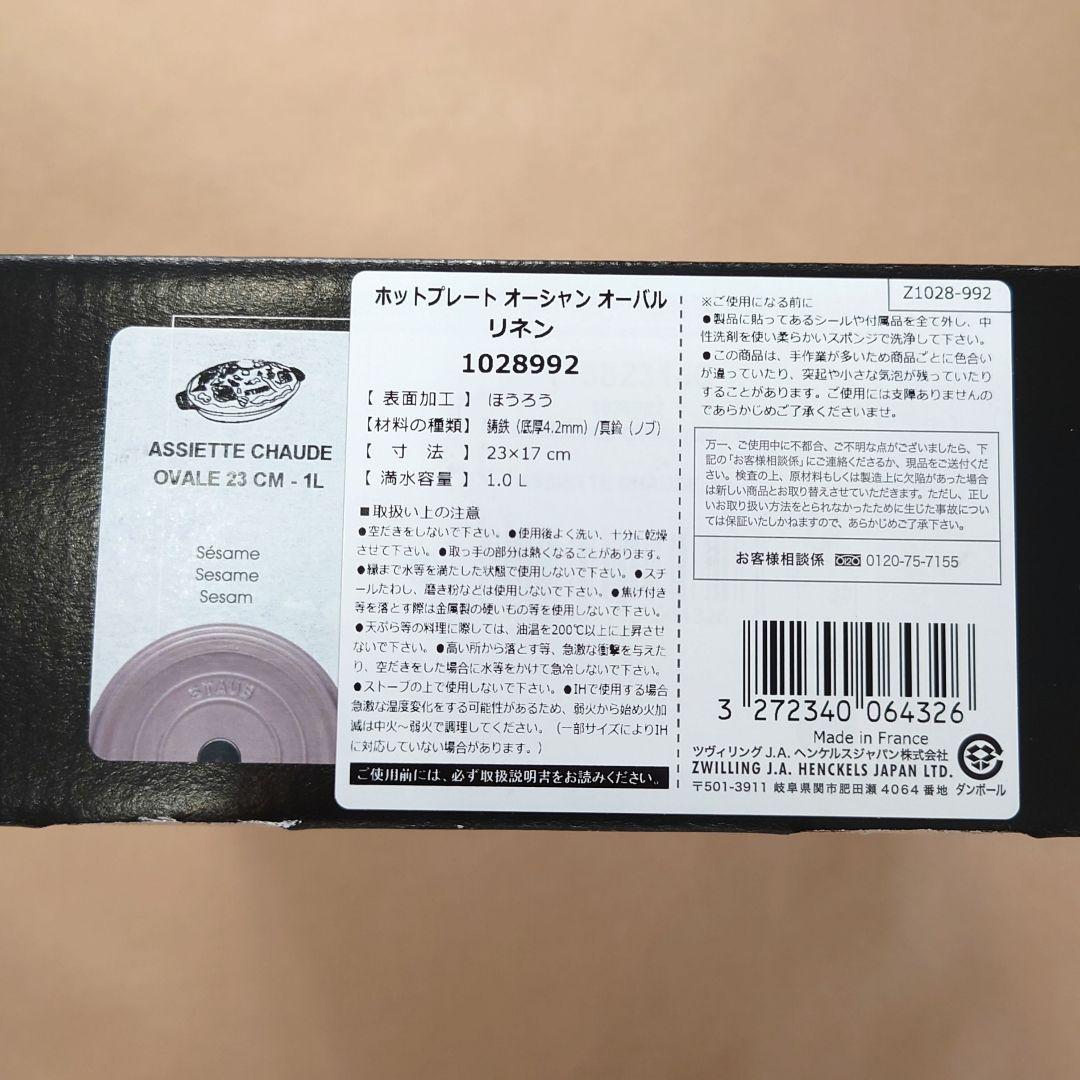 ASSIETTE CHAUDE
OVALE 23 CM - 1L
Sésame
Sesame
Sesam
STAUB
ホットプレート オーシャン オーバル
リネン
1028992
【 表面加工 】 ほうろう
【材料の種類】 鋳鉄（底厚4.2mm）/真鍮（ノブ）
【 寸 法 】 23×17 cm
【 満水容量 】 1.0 L
■取扱い上の注意
●空だきをしないで下さい。●使用後よく洗い、十分に乾燥
させて下さい。●取っ手の部分は熱くなることがあります。
●縁まで水等を満たした状態で使用しないで下さい。●スチ
ールたわし、磨き粉などは使用しないで下さい。●焦げ付き
等を落とす際は金属製の硬いもの等を使用しないで下さい。
●天ぷら等の料理に際しては、油温を200℃以上に上昇させ
ないで下さい。●高い所から落とす等、急激な衝撃を与えた
り、空だきをした場合に水等をかけて急冷しないで下さい。
●ストーブの上で使用しないで下さい。●IHで使用する場合
急激な温度変化をする可能性があるため、弱火から始め火加
減は中火～弱火で調理してください。（一部サイズによりIH
に対応していない場合があります。）
ご使用前には、必ず取扱説明書をお読みください。
Z1028-992
※ご使用になる前に
●製品に貼ってあるシールや付属品を全て外し、中
性洗剤を使い柔らかいスポンジで洗浄して下さい。
●この商品は、手作業が多いため商品ごとに色合い
が違っていたり、突起や小さな気泡が残っていたり
することがあります。ご使用には支障ありませんの
であらかじめご了承くださいませ。
万一、ご使用中に不都合、ご不明な点がございましたら、下
記の「お客様相談係」にご連絡くださるか、現品をご送付くだ
さい。検査の上、原材料もしくは製造上に欠陥があった場合
は新しい商品とお取り替えさせていただきます。ただし、正し
いお取り扱い方法をとられなかったために生じた事故につい
ては保証いたしかねますので、あらかじめご了承下さい。
お客様相談係 0120-75-7155
3 272340 064326
Made in France
ツヴィリング J.A. ヘンケルスジャパン株式会社
ZWILLING J.A. HENCKELS JAPAN LTD.
〒501-3911 岐阜県関市肥田瀬4064番地 ダンボール